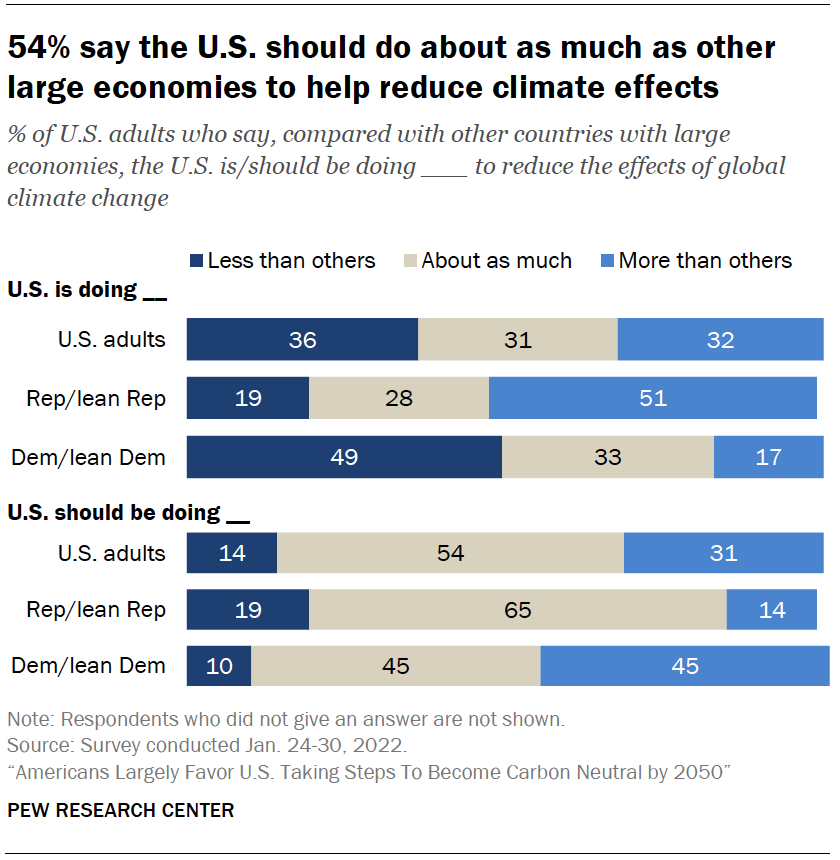 54% say the U.S. should do about as much as other
large economies to help reduce climate effects
% of U.S. adults who say, compared with other countries with large
economies, the U.S. is/should be doing ___ to reduce the effects of global
climate change
Less than others About as much More than others
U.S. is doing __
U.S. adults 36 31 32
Rep/lean Rep 19 28 51
Dem/lean Dem 49 33 17
U.S. should be doing __
U.S. adults 14 54 31
Rep/lean Rep 19 65 14
Dem/lean Dem 10 45 45
Note: Respondents who did not give an answer are not shown.
Source: Survey conducted Jan. 24-30, 2022.
“Americans Largely Favor U.S. Taking Steps To Become Carbon Neutral by 2050”
PEW RESEARCH CENTER